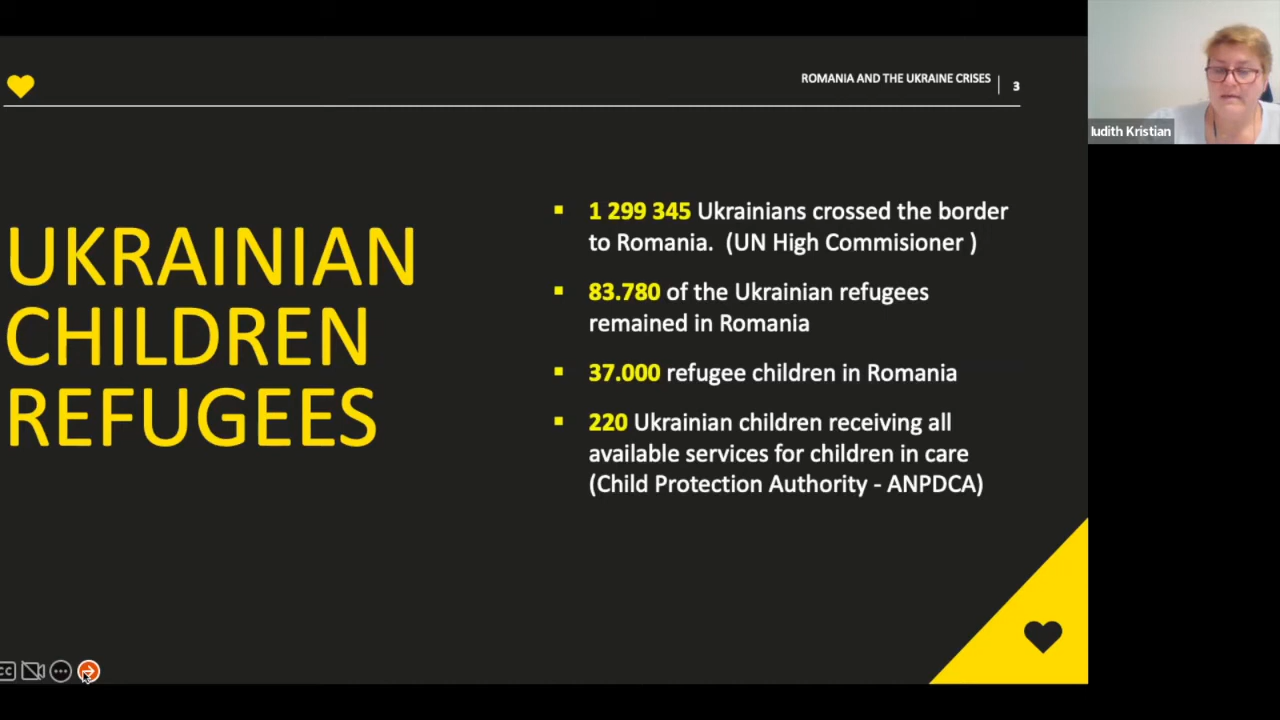 ROMANIA AND THE UKRAINE CRISES
3
Iudith Kristian
UKRAINIAN
CHILDREN
REFUGEES
▪ 1 299 345 Ukrainians crossed the border
to Romania. (UN High Commisioner )
▪ 83.780 of the Ukrainian refugees
remained in Romania
▪ 37.000 refugee children in Romania
▪ 220 Ukrainian children receiving all
available services for children in care
(Child Protection Authority - ANPDCA)
CC